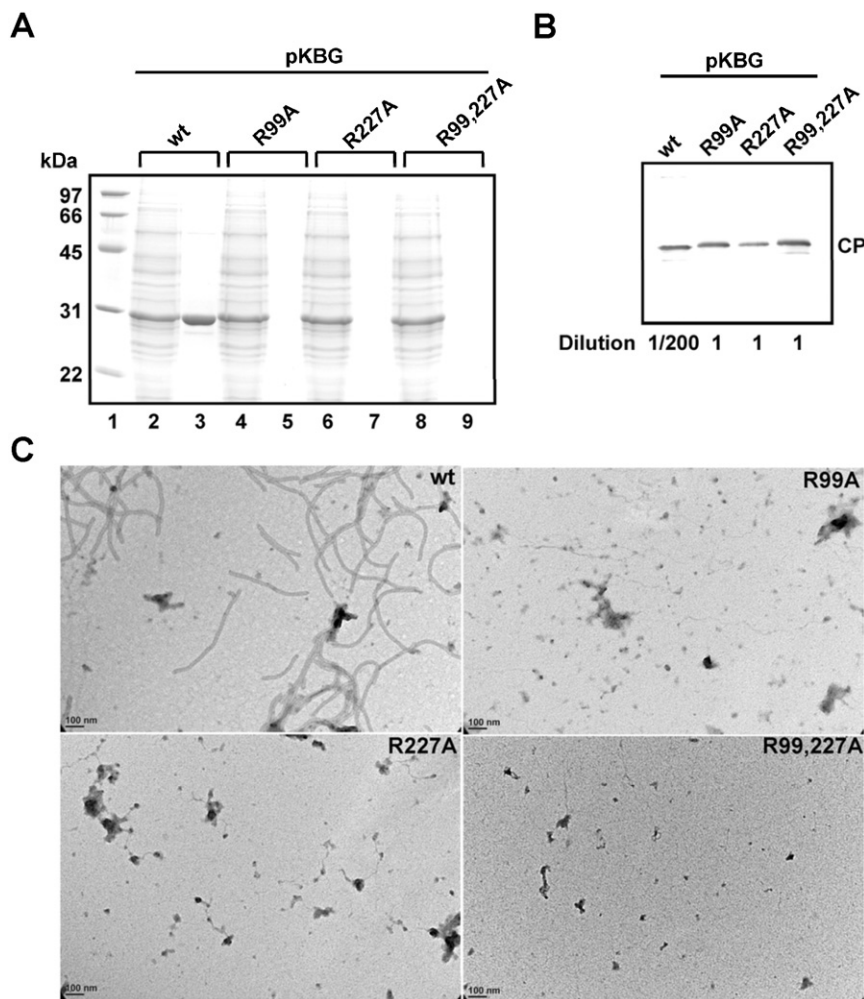 A
pKBG
wt R99A R227A R99,227A
kDa
97
66
45
31
22
1 2 3 4 5 6 7 8 9
B
pKBG
wt R99A R227A R99,227A
CP
Dilution 1/200 1 1 1
C
wt
100 nm
R99A
100 nm
R227A
100 nm
R99,227A
100 nm